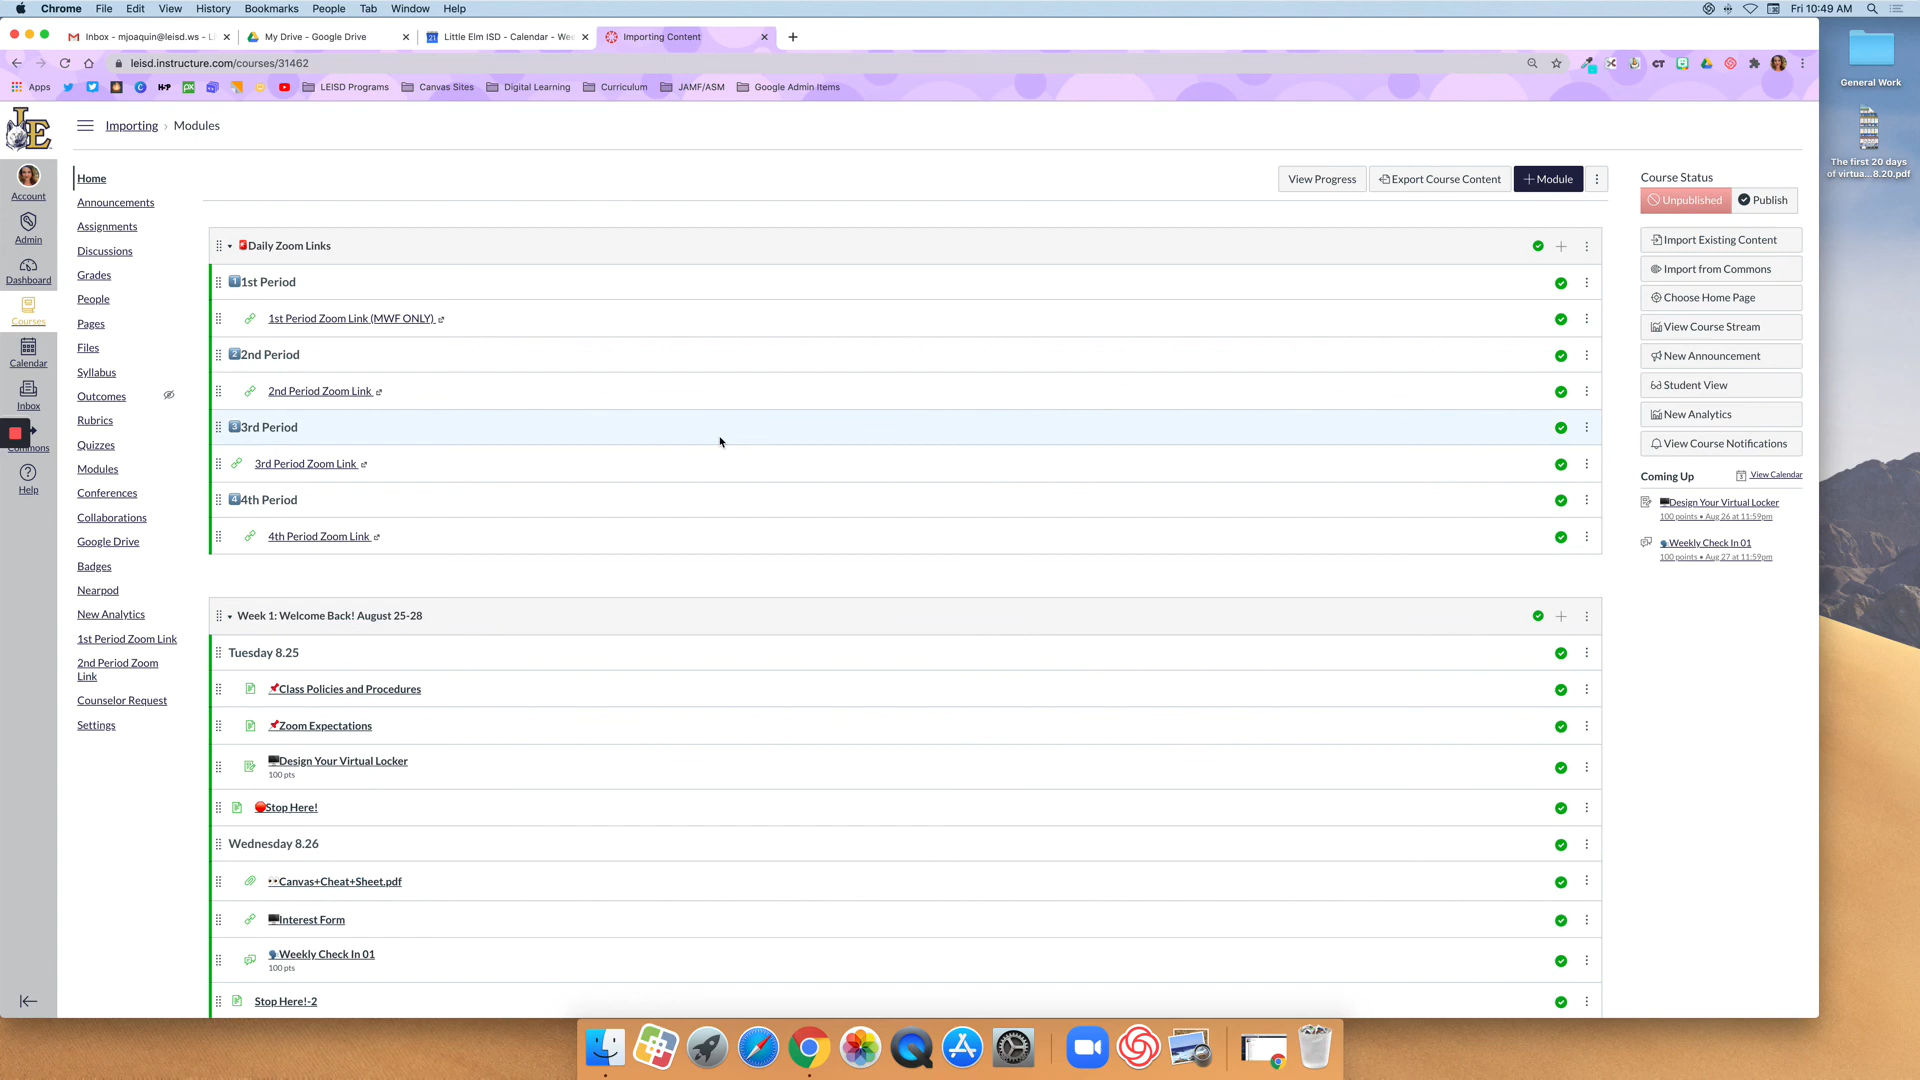 Chrome File Edit View History Bookmarks People Tab Window Help Fri 10:49 AM
Inbox - mjoaquin@leisd.ws - L My Drive - Google Drive Little Elm ISD - Calendar - Wee Importing Content
leisd.instructure.com/courses/31462
Apps LEISD Programs Canvas Sites Digital Learning Curriculum JAMF/ASM Google Admin Items
General Work
The first 20 days
of virtua...8.20.pdf
Importing › Modules
Account
Admin
Dashboard
Courses
Calendar
Inbox
Commons
Help
Home
Announcements
Assignments
Discussions
Grades
People
Pages
Files
Syllabus
Outcomes
Rubrics
Quizzes
Modules
Conferences
Collaborations
Google Drive
Badges
Nearpod
New Analytics
1st Period Zoom Link
2nd Period Zoom
Link
Counselor Request
Settings
View Progress Export Course Content + Module
Daily Zoom Links
1 1st Period
1st Period Zoom Link (MWF ONLY)
2 2nd Period
2nd Period Zoom Link
3 3rd Period
3rd Period Zoom Link
4 4th Period
4th Period Zoom Link
Week 1: Welcome Back! August 25-28
Tuesday 8.25
Class Policies and Procedures
Zoom Expectations
Design Your Virtual Locker
100 pts
Stop Here!
Wednesday 8.26
Canvas+Cheat+Sheet.pdf
Interest Form
Weekly Check In 01
100 pts
Stop Here!-2
Course Status
Unpublished Publish
Import Existing Content
Import from Commons
Choose Home Page
View Course Stream
New Announcement
Student View
New Analytics
View Course Notifications
Coming Up View Calendar
Design Your Virtual Locker
100 points • Aug 26 at 11:59pm
Weekly Check In 01
100 points • Aug 27 at 11:59pm